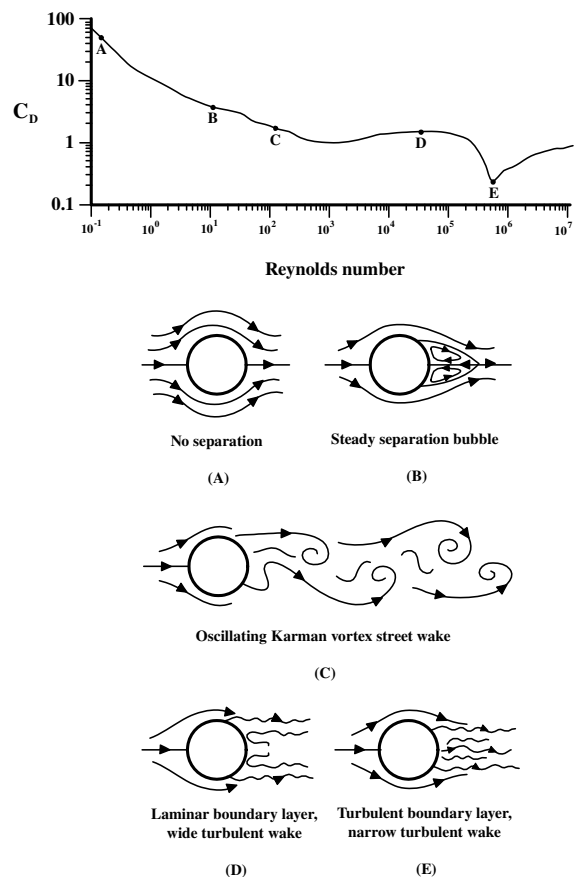 100
A
10
C_D
B
C
D
1
E
0.1
10^-1 10^0 10^1 10^2 10^3 10^4 10^5 10^6 10^7
Reynolds number
No separation
Steady separation bubble
(A)
(B)
Oscillating Karman vortex street wake
(C)
Laminar boundary layer,
wide turbulent wake
Turbulent boundary layer,
narrow turbulent wake
(D)
(E)